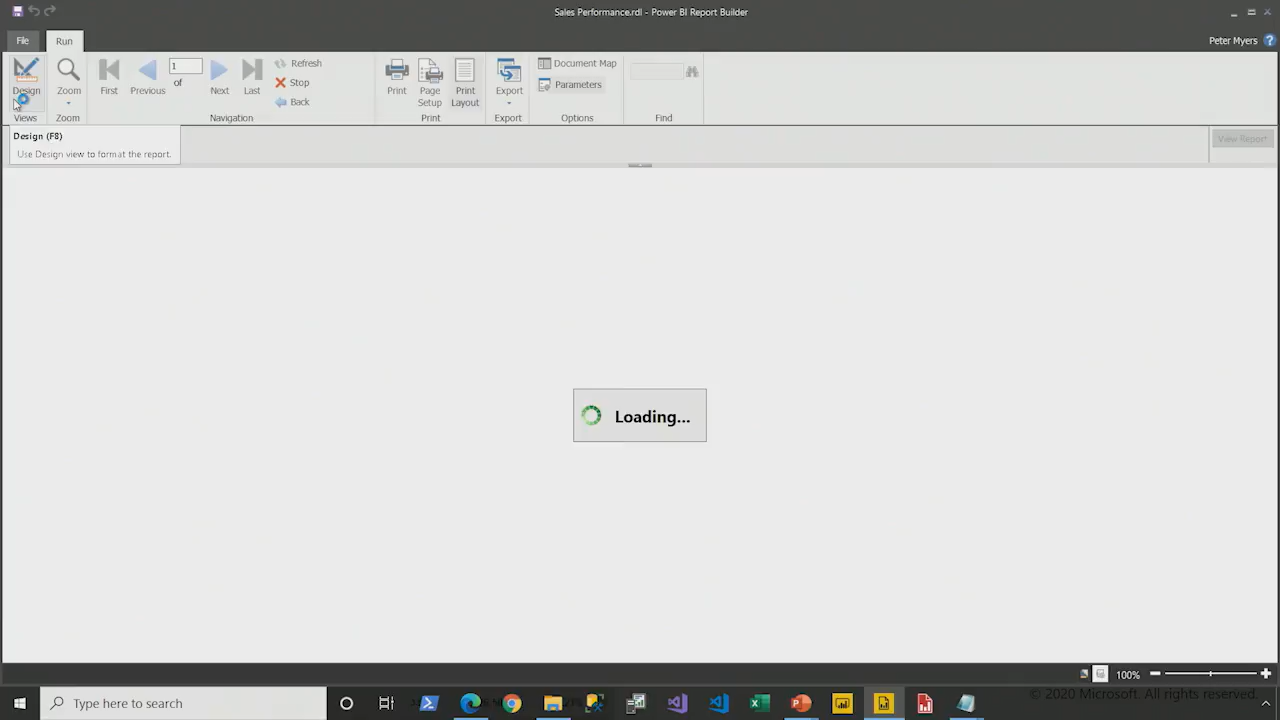 Sales Performance.rdl - Power BI Report Builder
File
Run
Peter Myers
Design
Views
Zoom
Zoom
First
Previous
1
of
Next
Last
Refresh
Stop
Back
Navigation
Print
Page
Setup
Print
Layout
Print
Export
Export
Document Map
Parameters
Options
Find
Design (F8)
Use Design view to format the report.
View Report
Loading...
100%
Type here to search
© 2020 Microsoft. All rights reserved.